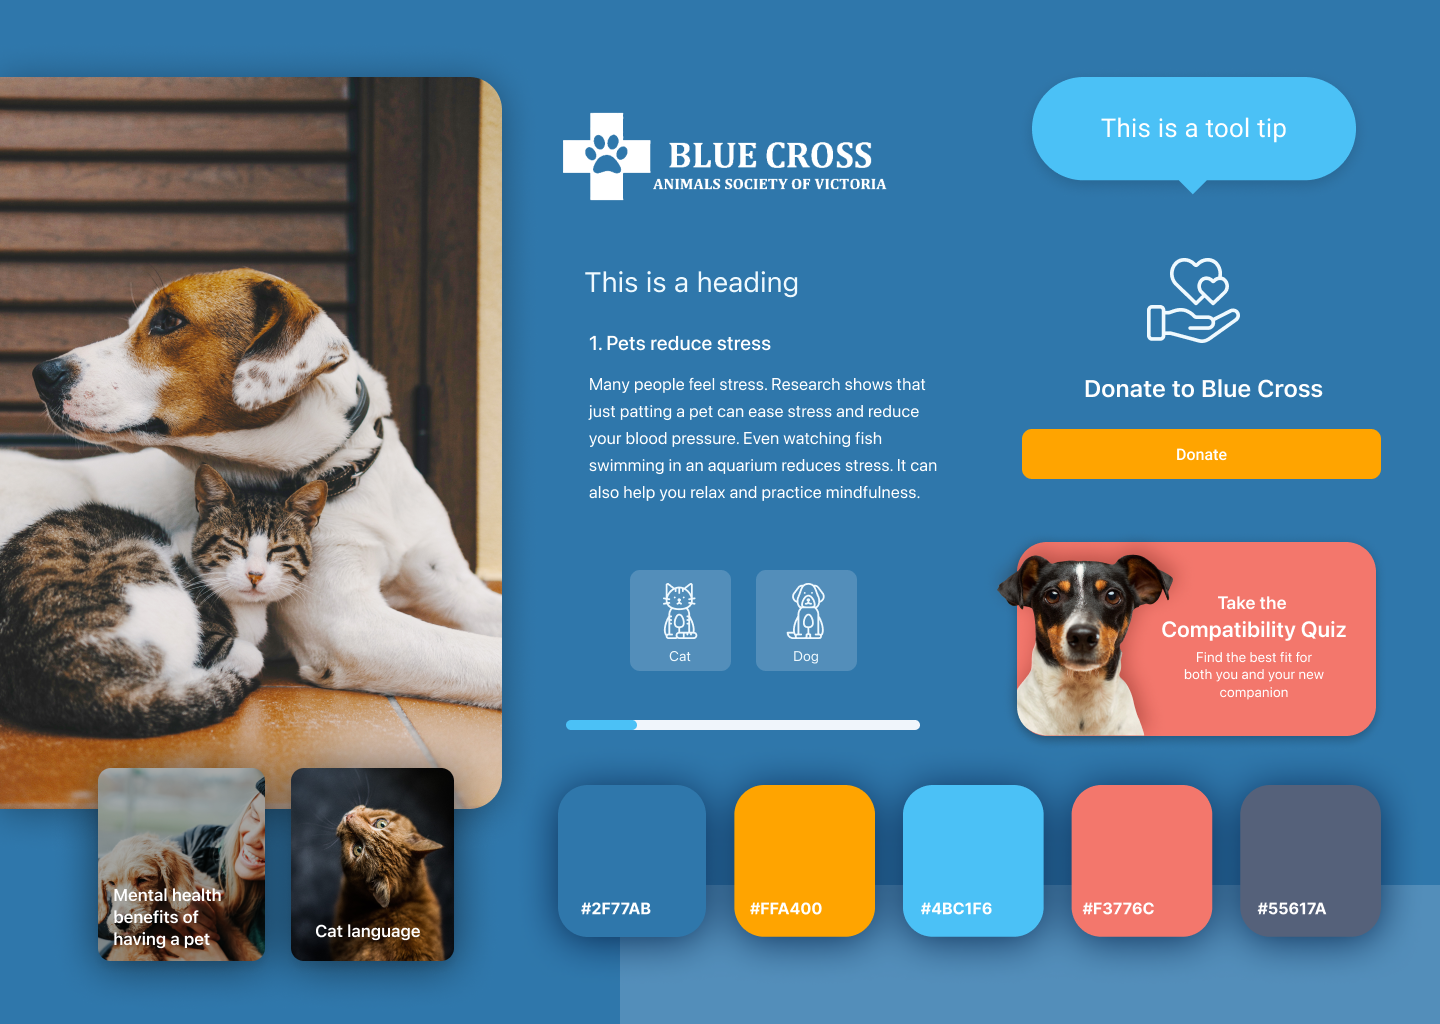 BLUE CROSS
ANIMALS SOCIETY OF VICTORIA
This is a tool tip
This is a heading
1. Pets reduce stress
Many people feel stress. Research shows that
just patting a pet can ease stress and reduce
your blood pressure. Even watching fish
swimming in an aquarium reduces stress. It can
also help you relax and practice mindfulness.
Donate to Blue Cross
Donate
Cat
Dog
Take the
Compatibility Quiz
Find the best fit for
both you and your new
companion
Mental health
benefits of
having a pet
Cat language
#2F77AB
#FFA400
#4BC1F6
#F3776C
#55617A